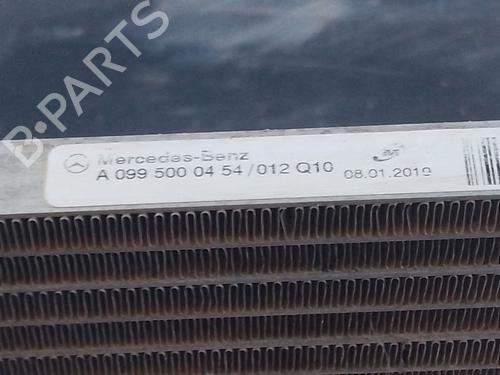 B-PARTS
Mercedes-Benz
A 099 500 04 54 / 012 Q10
08.01.2019